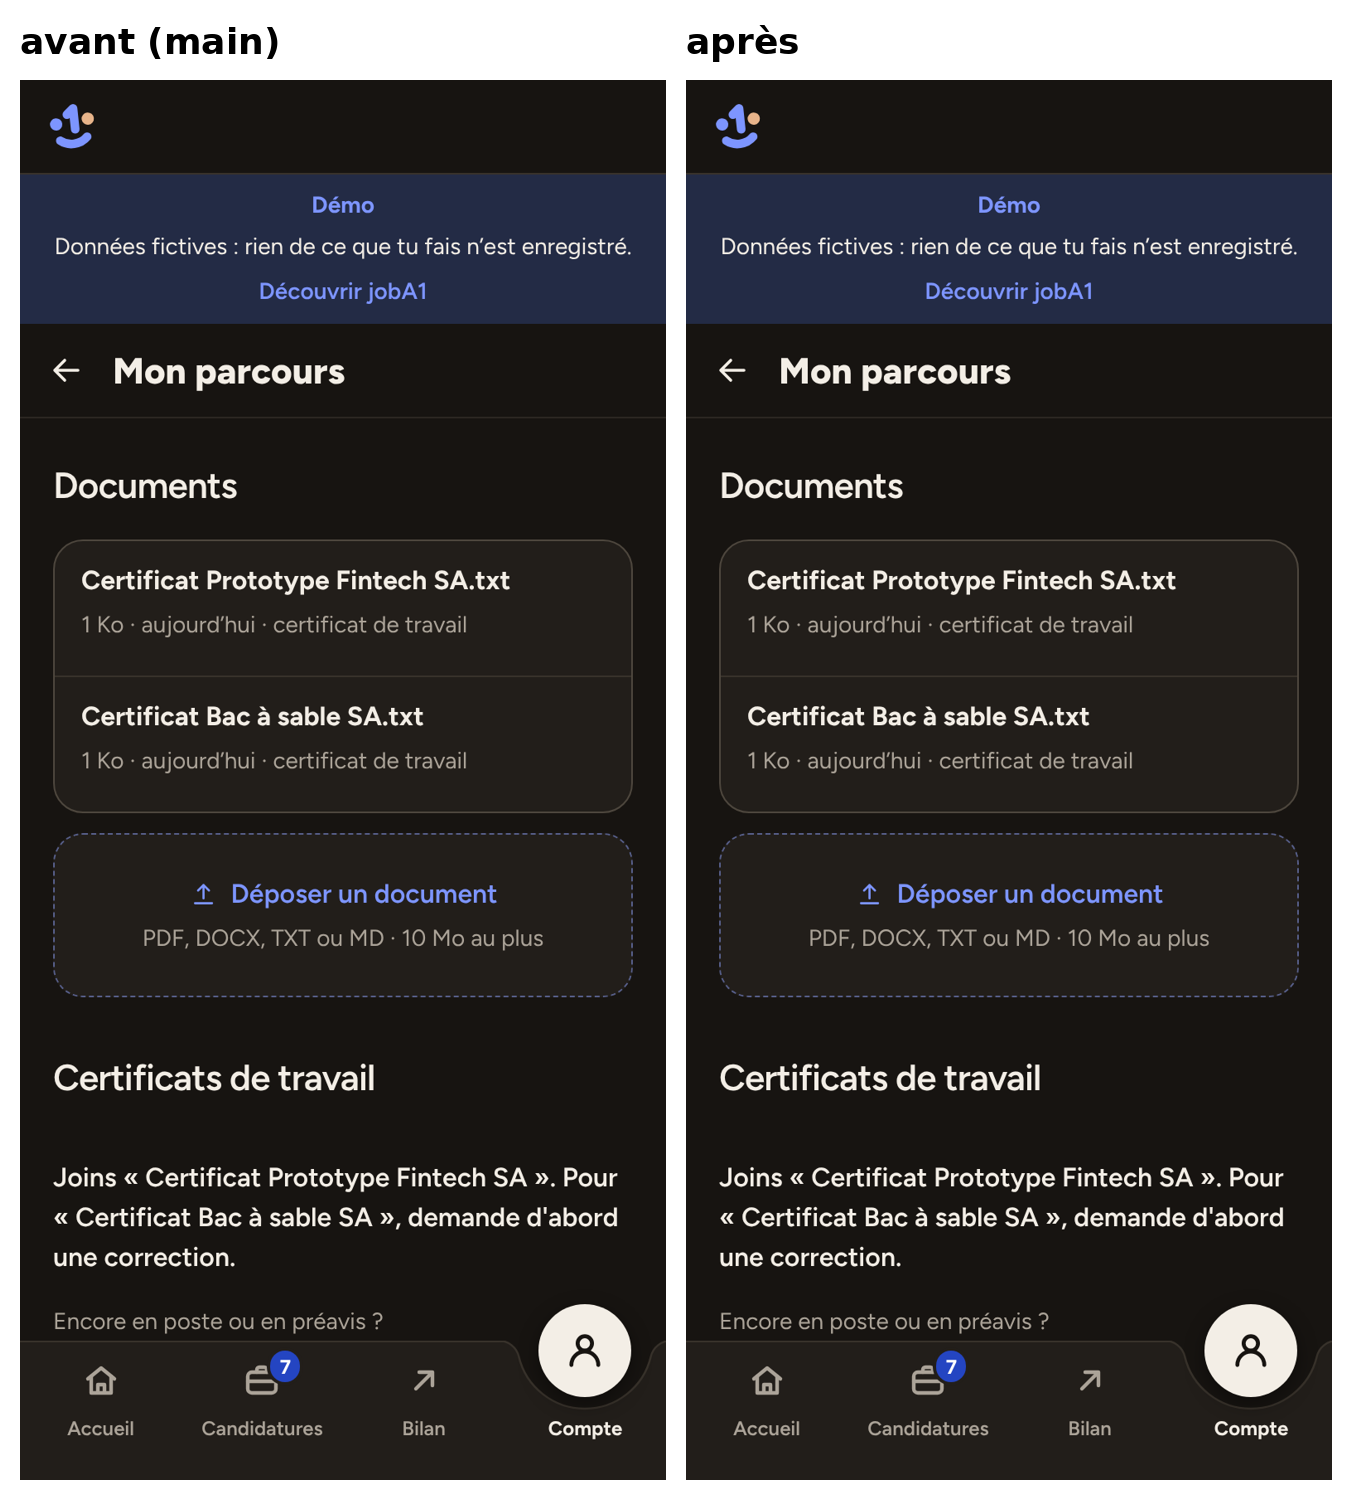 avant (main)
Démo
Données fictives : rien de ce que tu fais n’est enregistré.
Découvrir jobA1
Mon parcours
Documents
Certificat Prototype Fintech SA.txt
1 Ko · aujourd’hui · certificat de travail
Certificat Bac à sable SA.txt
1 Ko · aujourd’hui · certificat de travail
Déposer un document
PDF, DOCX, TXT ou MD · 10 Mo au plus
Certificats de travail
Joins « Certificat Prototype Fintech SA ». Pour
« Certificat Bac à sable SA », demande d'abord
une correction.
Encore en poste ou en préavis ?
7
Accueil
Candidatures
Bilan
Compte
après
Démo
Données fictives : rien de ce que tu fais n’est enregistré.
Découvrir jobA1
Mon parcours
Documents
Certificat Prototype Fintech SA.txt
1 Ko · aujourd’hui · certificat de travail
Certificat Bac à sable SA.txt
1 Ko · aujourd’hui · certificat de travail
Déposer un document
PDF, DOCX, TXT ou MD · 10 Mo au plus
Certificats de travail
Joins « Certificat Prototype Fintech SA ». Pour
« Certificat Bac à sable SA », demande d'abord
une correction.
Encore en poste ou en préavis ?
7
Accueil
Candidatures
Bilan
Compte